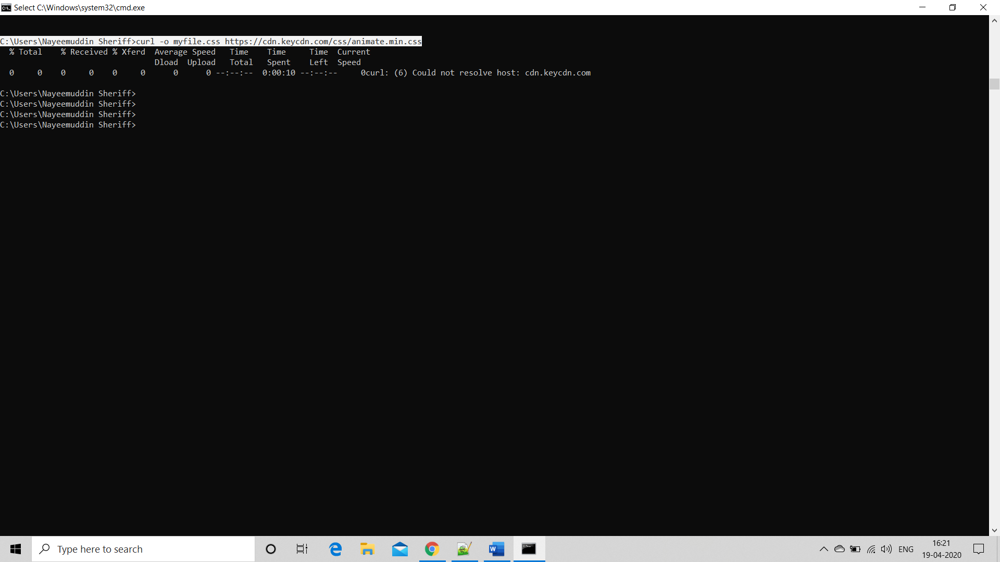 Select C:\Windows\system32\cmd.exe
C:\Users\Nayeemuddin Sheriff>curl -o myfile.css https://cdn.keycdn.com/css/animate.min.css
% Total % Received % Xferd Average Speed Time Time Time Current
Dload Upload Total Spent Left Speed
0 0 0 0 0 0 0 0 --:--:-- 0:00:10 --:--:-- 0curl: (6) Could not resolve host: cdn.keycdn.com
C:\Users\Nayeemuddin Sheriff>
C:\Users\Nayeemuddin Sheriff>
C:\Users\Nayeemuddin Sheriff>
C:\Users\Nayeemuddin Sheriff>
Type here to search
ENG
16:21
19-04-2020